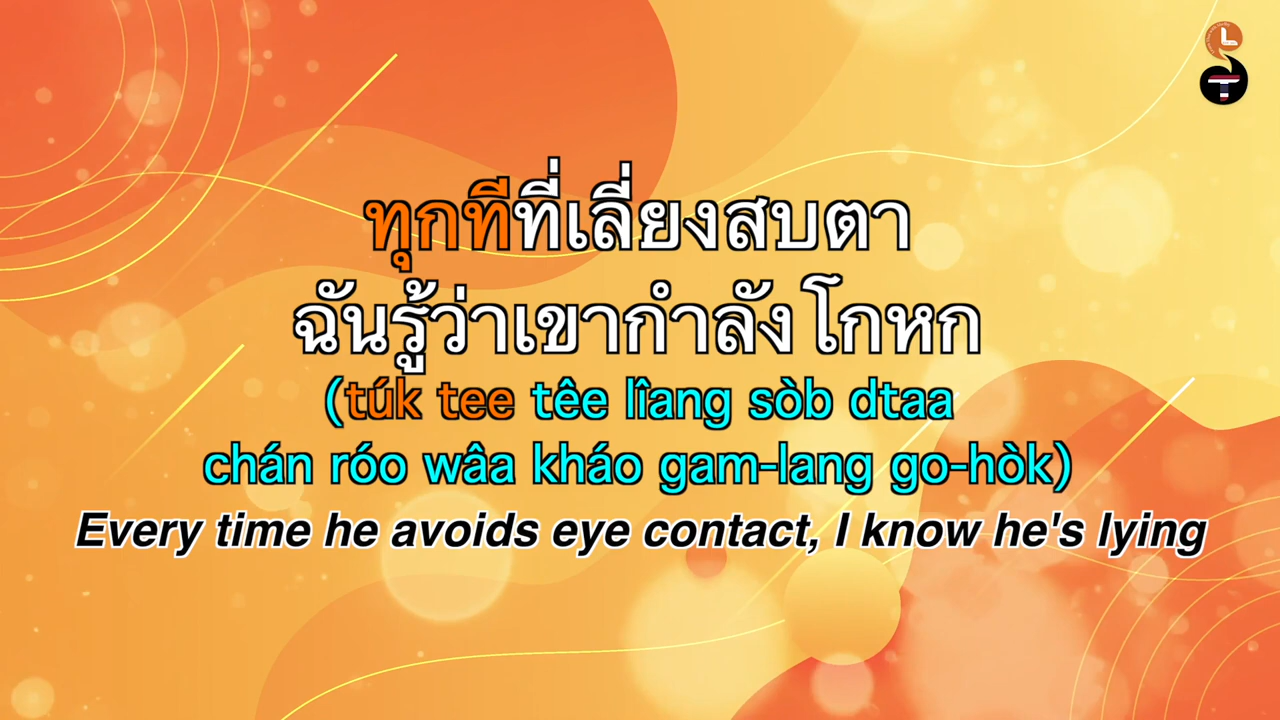 ทุกทีที่เลี่ยงสบตา
ฉันรู้ว่าเขากำลังโกหก
(túk tee têe lîang sòb dtaa
chán róo wâa kháo gam-lang go-hòk)
Every time he avoids eye contact, I know he's lying
L
T